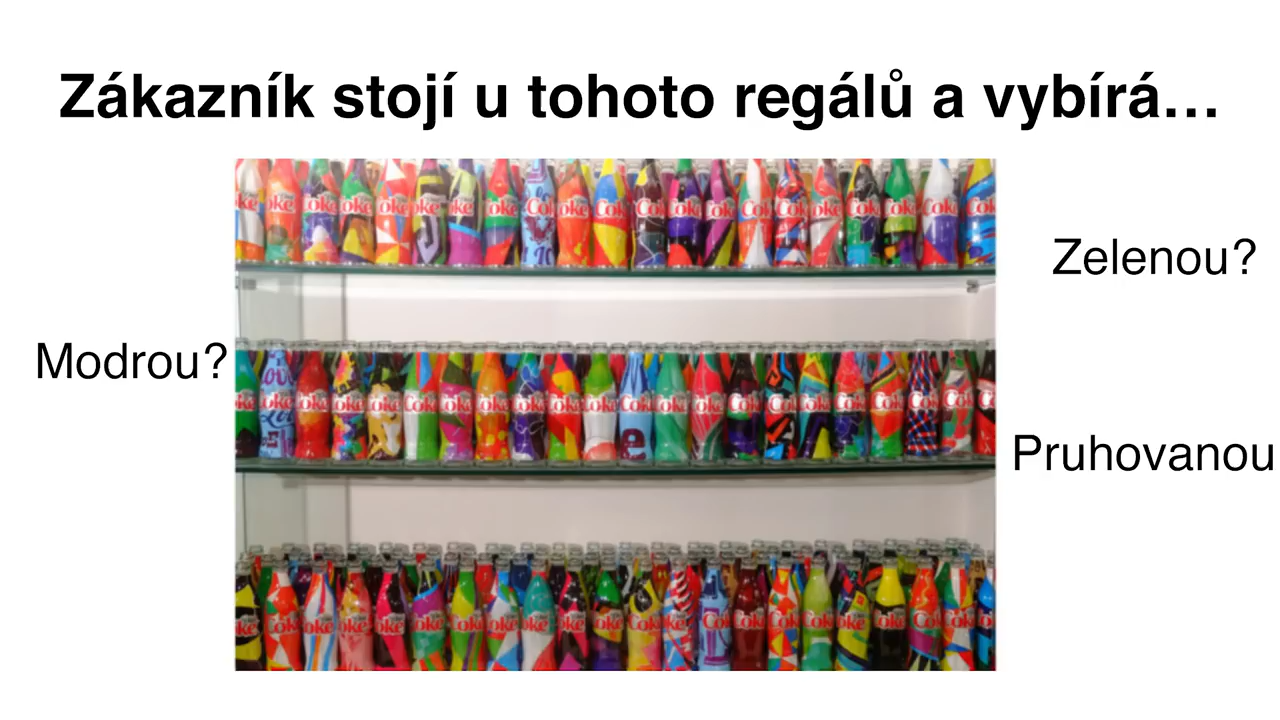 Zákazník stojí u tohoto regálů a vybírá…
Zelenou?
Modrou?
Pruhovanou